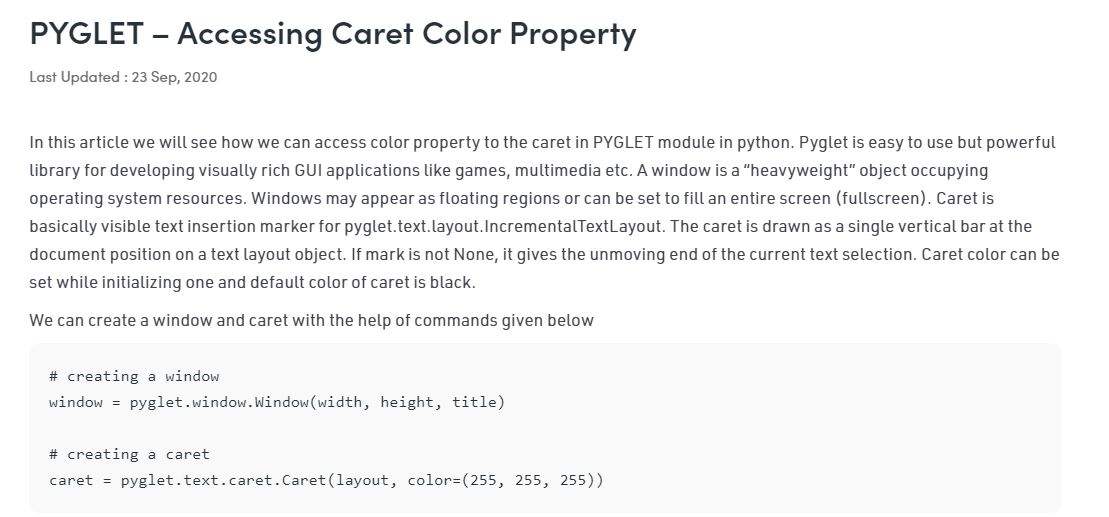 PYGLET – Accessing Caret Color Property
Last Updated : 23 Sep, 2020
In this article we will see how we can access color property to the caret in PYGLET module in python. Pyglet is easy to use but powerful
library for developing visually rich GUI applications like games, multimedia etc. A window is a “heavyweight” object occupying
operating system resources. Windows may appear as floating regions or can be set to fill an entire screen (fullscreen). Caret is
basically visible text insertion marker for pyglet.text.layout.IncrementalTextLayout. The caret is drawn as a single vertical bar at the
document position on a text layout object. If mark is not None, it gives the unmoving end of the current text selection. Caret color can be
set while initializing one and default color of caret is black.
We can create a window and caret with the help of commands given below
# creating a window
window = pyglet.window.Window(width, height, title)
# creating a caret
caret = pyglet.text.caret.Caret(layout, color=(255, 255, 255))